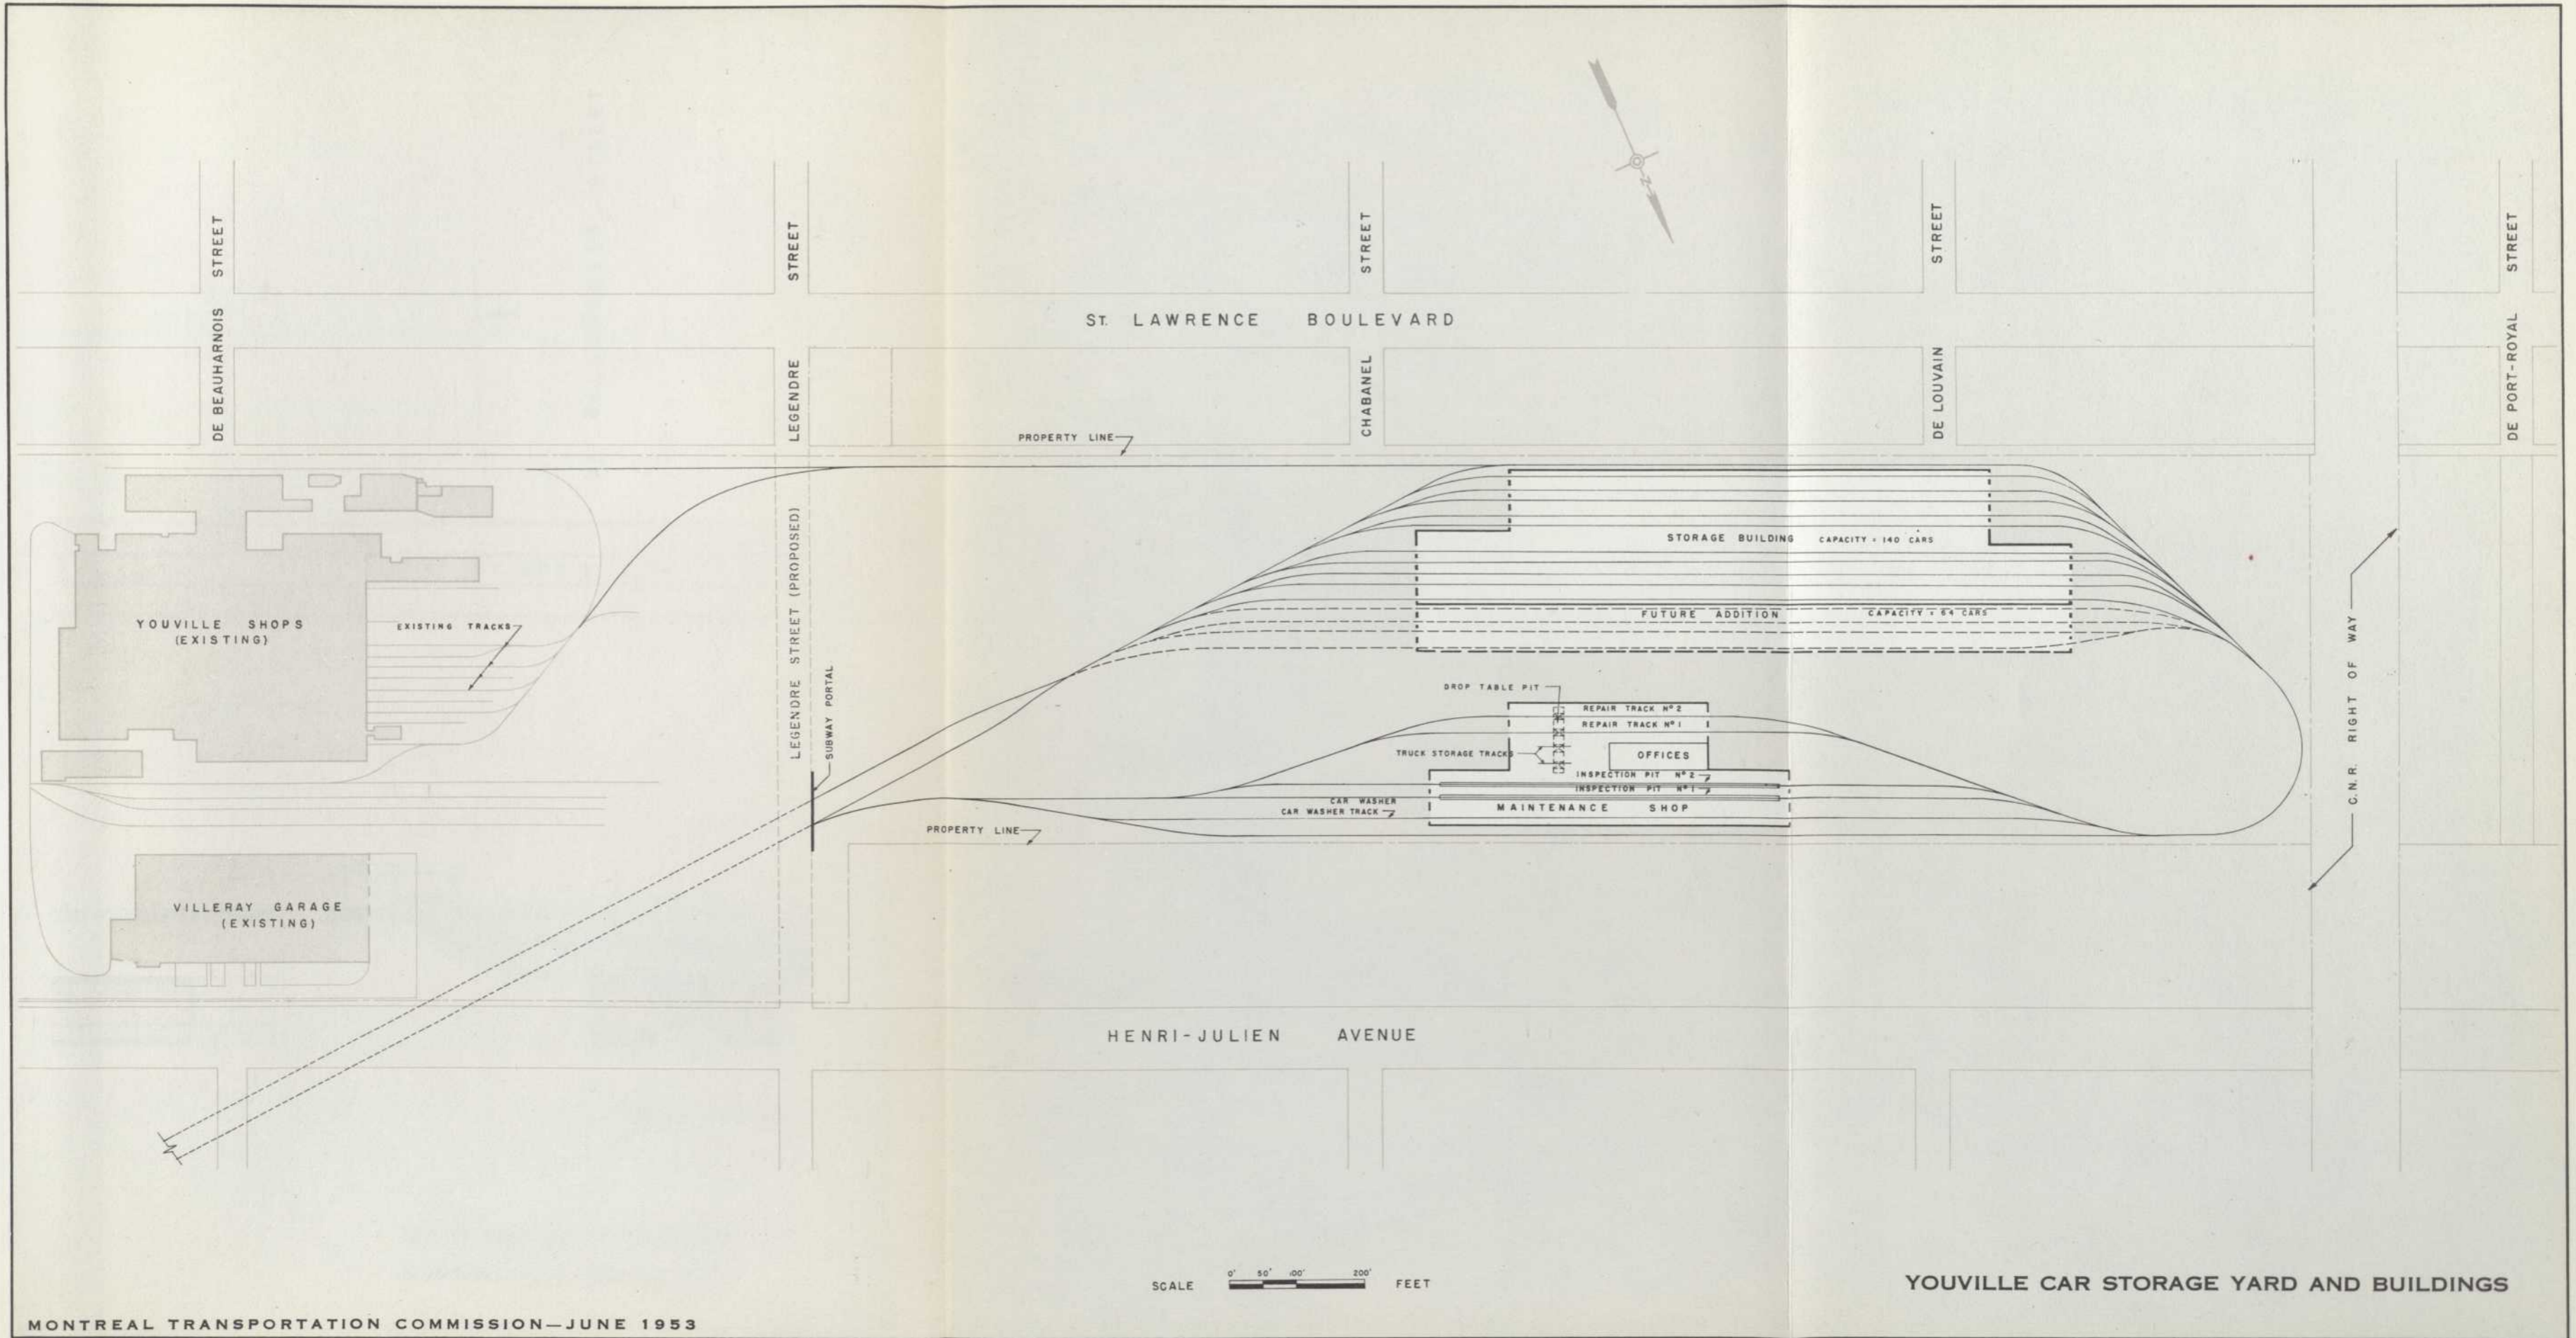 DE BEAUHARNOIS STREET
LEGENDRE STREET
CHABANEL STREET
DE LOUVAIN STREET
DE PORT-ROYAL STREET
N
ST. LAWRENCE BOULEVARD
PROPERTY LINE
LEGENDRE STREET (PROPOSED)
STORAGE BUILDING CAPACITY = 140 CARS
FUTURE ADDITION CAPACITY = 64 CARS
YOUVILLE SHOPS
(EXISTING)
EXISTING TRACKS
SUBWAY PORTAL
C.N.R. RIGHT OF WAY
DROP TABLE PIT
REPAIR TRACK Nº 2
REPAIR TRACK Nº 1
TRUCK STORAGE TRACKS
OFFICES
INSPECTION PIT Nº 2
INSPECTION PIT Nº 1
CAR WASHER
CAR WASHER TRACK
MAINTENANCE SHOP
PROPERTY LINE
VILLERAY GARAGE
(EXISTING)
HENRI-JULIEN AVENUE
SCALE 0' 50' 100' 200' FEET
YOUVILLE CAR STORAGE YARD AND BUILDINGS
MONTREAL TRANSPORTATION COMMISSION—JUNE 1953